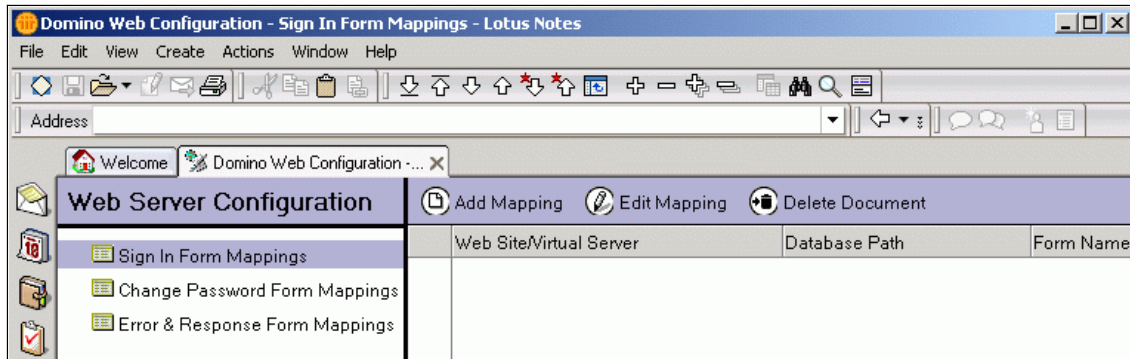 Domino Web Configuration - Sign In Form Mappings - Lotus Notes
File Edit View Create Actions Window Help
Address
Welcome Domino Web Configuration -...
Web Server Configuration Add Mapping Edit Mapping Delete Document
Web Site/Virtual Server Database Path Form Name
Sign In Form Mappings
Change Password Form Mappings
Error & Response Form Mappings
18